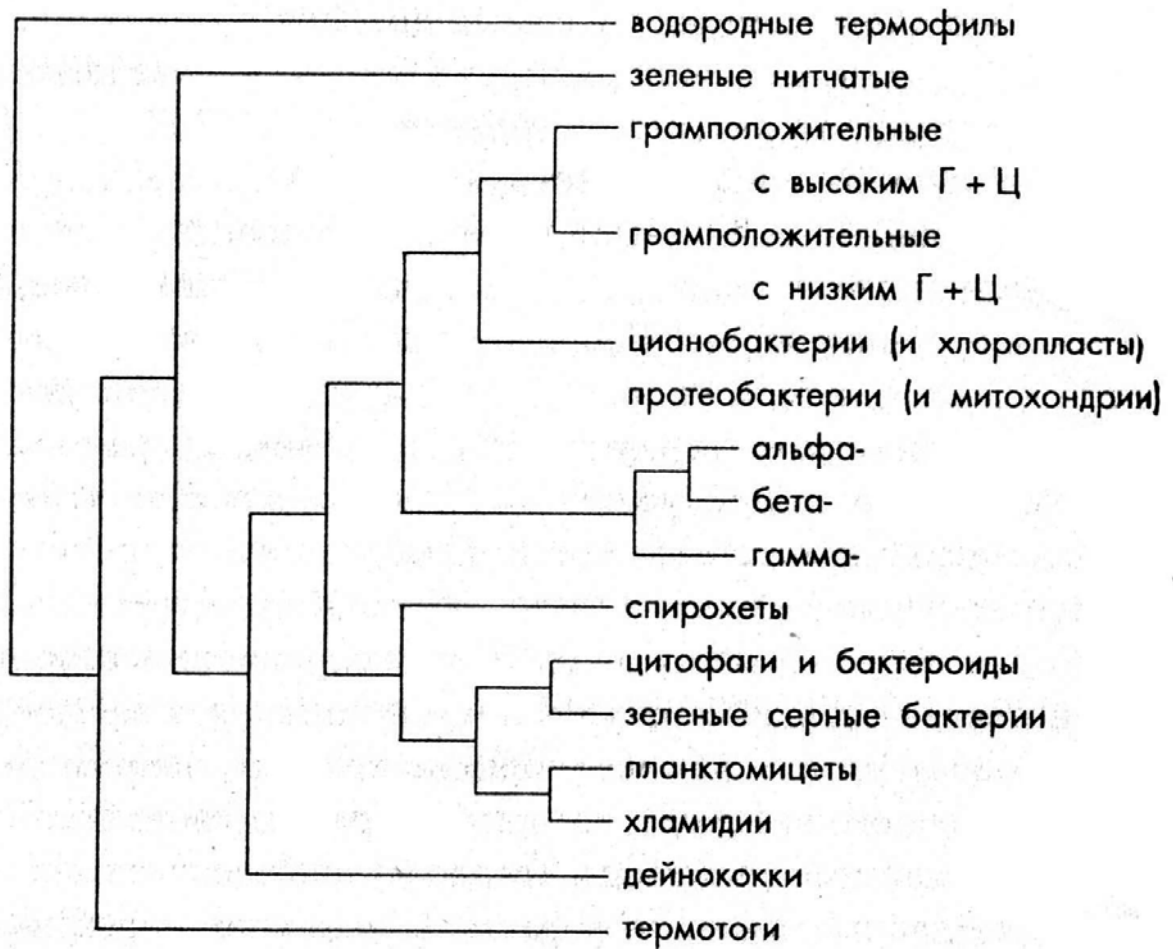 водородные термофилы
зеленые нитчатые
грамположительные
с высоким Г + Ц
грамположительные
с низким Г + Ц
цианобактерии (и хлоропласты)
протеобактерии (и митохондрии)
альфа-
бета-
гамма-
спирохеты
цитофаги и бактероиды
зеленые серные бактерии
планктомицеты
хламидии
дейнококки
термотоги